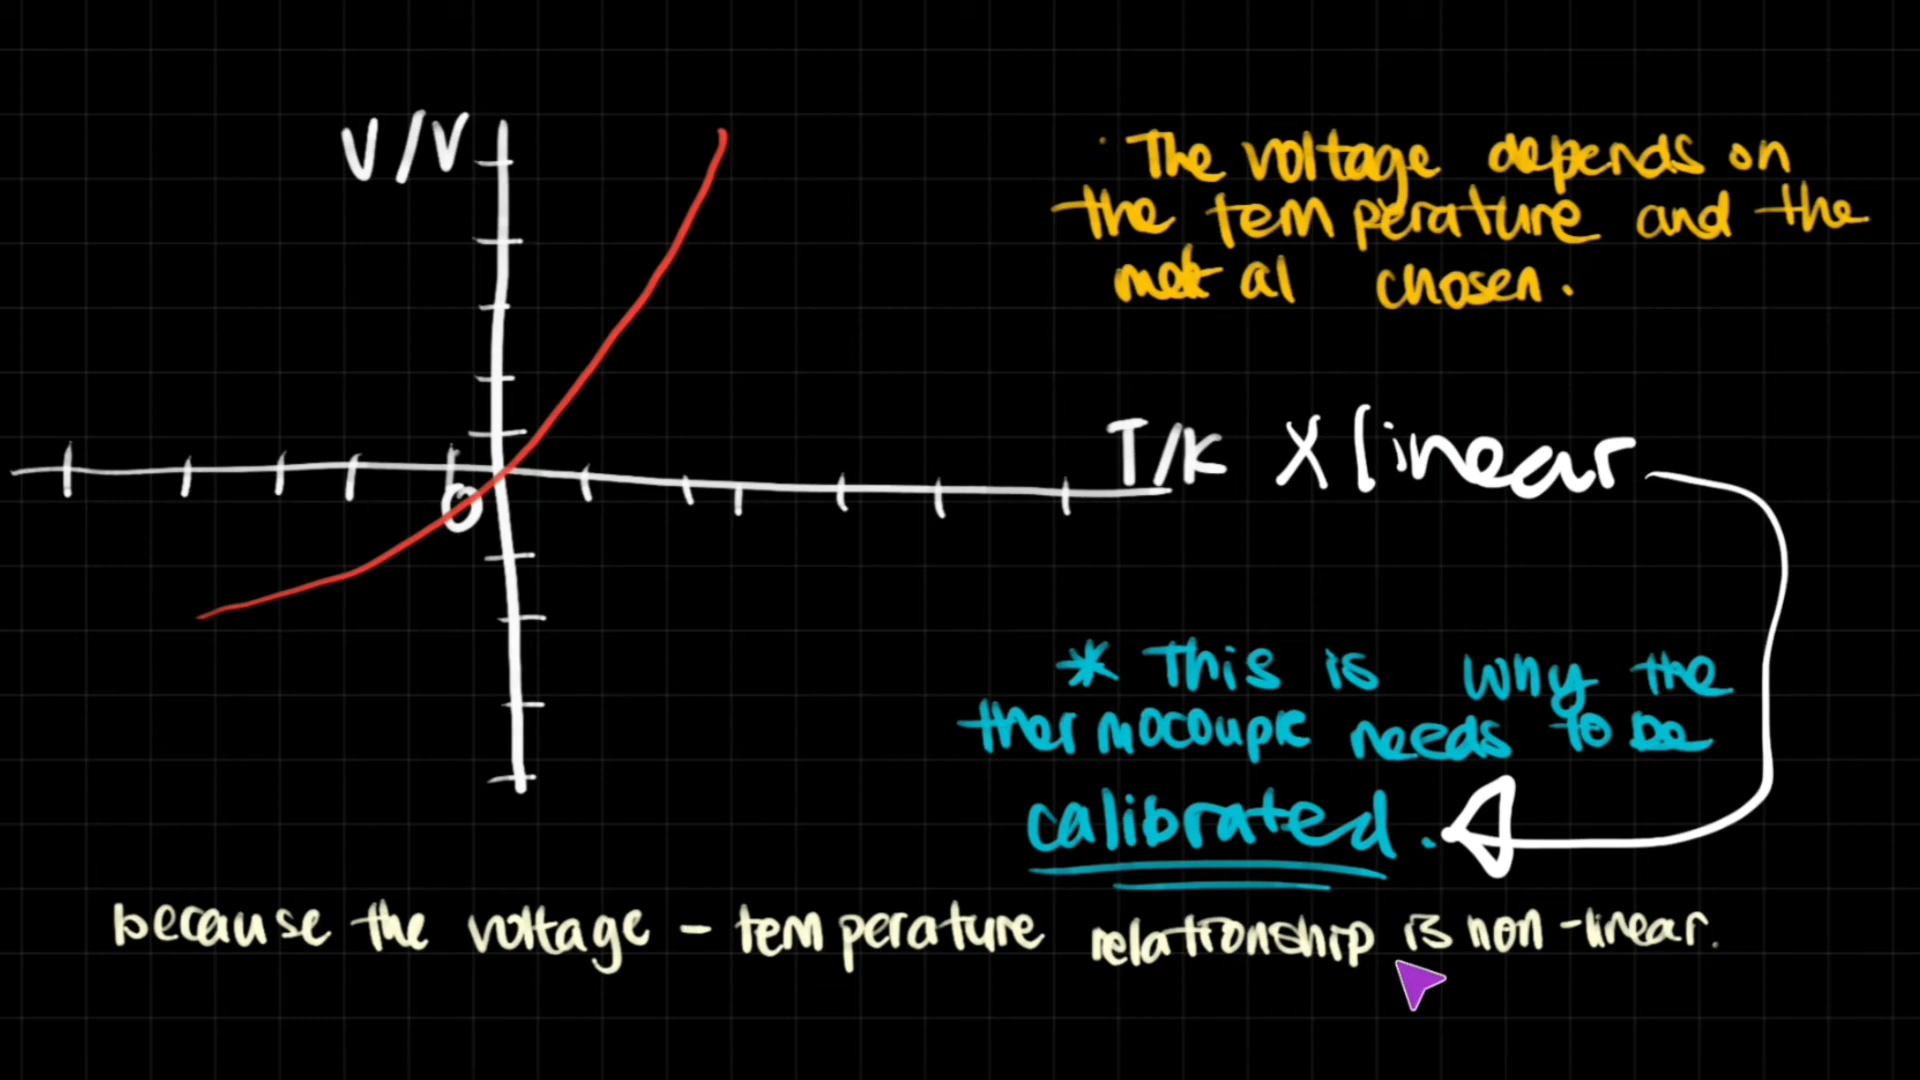 V/V
The voltage depends on
the temperature and the
metal chosen.
T/K X linear
0
* This is why the
thermocouple needs to be
calibrated.
because the voltage - temperature relationship is non-linear.